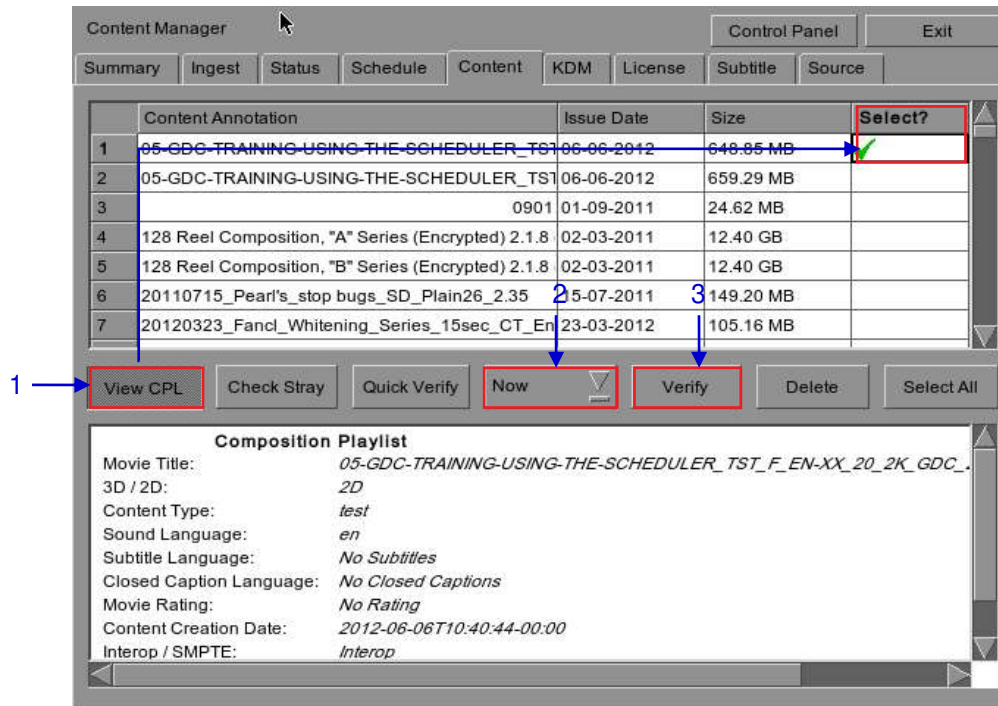 Content Manager Control Panel Exit
Summary Ingest Status Schedule Content KDM License Subtitle Source
Content Annotation Issue Date Size Select?
1 05-GDC-TRAINING-USING-THE-SCHEDULER_TST 06-06-2012 648.85 MB
2 05-GDC-TRAINING-USING-THE-SCHEDULER_TST 06-06-2012 659.29 MB
3 0901 01-09-2011 24.62 MB
4 128 Reel Composition, "A" Series (Encrypted) 2.1.8 02-03-2011 12.40 GB
5 128 Reel Composition, "B" Series (Encrypted) 2.1.8 02-03-2011 12.40 GB
6 20110715_Pearl's_stop bugs_SD_Plain26_2.35 15-07-2011 149.20 MB
2 3
7 20120323_Fancl_Whitening_Series_15sec_CT_En 23-03-2012 105.16 MB
1 View CPL Check Stray Quick Verify Now Verify Delete Select All
Composition Playlist
Movie Title: 05-GDC-TRAINING-USING-THE-SCHEDULER_TST_F_EN-XX_20_2K_GDC_
3D / 2D: 2D
Content Type: test
Sound Language: en
Subtitle Language: No Subtitles
Closed Caption Language: No Closed Captions
Movie Rating: No Rating
Content Creation Date: 2012-06-06T10:40:44-00:00
Interop / SMPTE: Interop